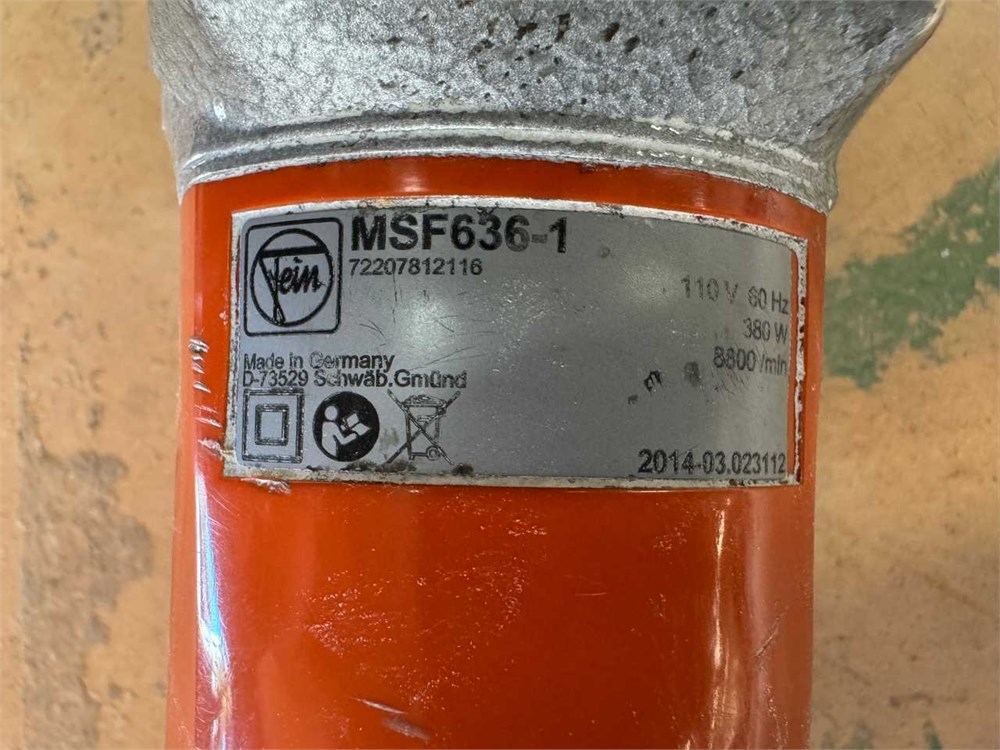 Fein
MSF636-1
72207812116
110 V 60 Hz
380 W
8800/min
Made in Germany
D-73529 Schwäb.Gmünd
2014-03.023112